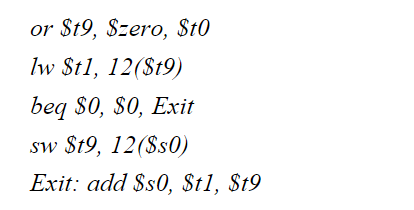 or $t9, $zero, $t0
lw $t1, 12($t9)
beq $0, $0, Exit
sw $t9, 12($s0)
Exit: add $s0, $t1, $t9